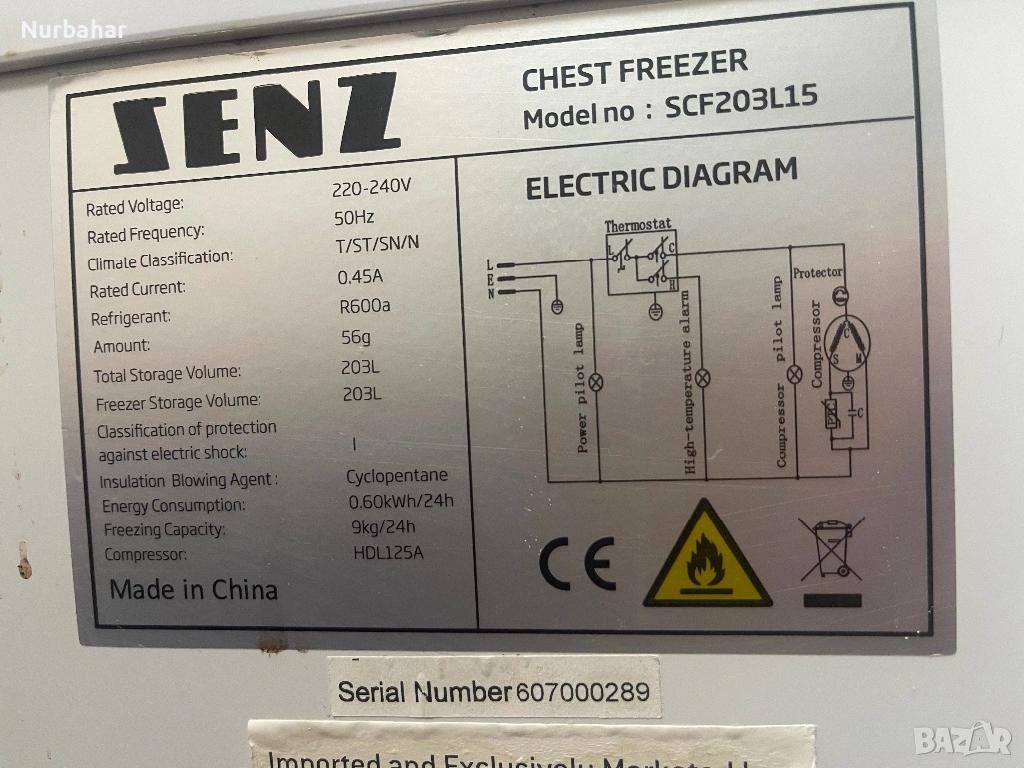 Nurbahar
SENZ
CHEST FREEZER
Model no : SCF203L15
Rated Voltage: 220-240V
Rated Frequency: 50Hz
Climate Classification: T/ST/SN/N
Rated Current: 0.45A
Refrigerant: R600a
Amount: 56g
Total Storage Volume: 203L
Freezer Storage Volume: 203L
Classification of protection
against electric shock: I
Insulation Blowing Agent : Cyclopentane
Energy Consumption: 0.60kWh/24h
Freezing Capacity: 9kg/24h
Compressor: HDL125A
Made in China
ELECTRIC DIAGRAM
Thermostat
L C
H
L
E
N
Power pilot lamp
High-temperature alarm
Compressor pilot lamp
Protector
Compressor
C
S M
PTC
C
CE
Serial Number 607000289
Imported and Exclusively
BAZAR